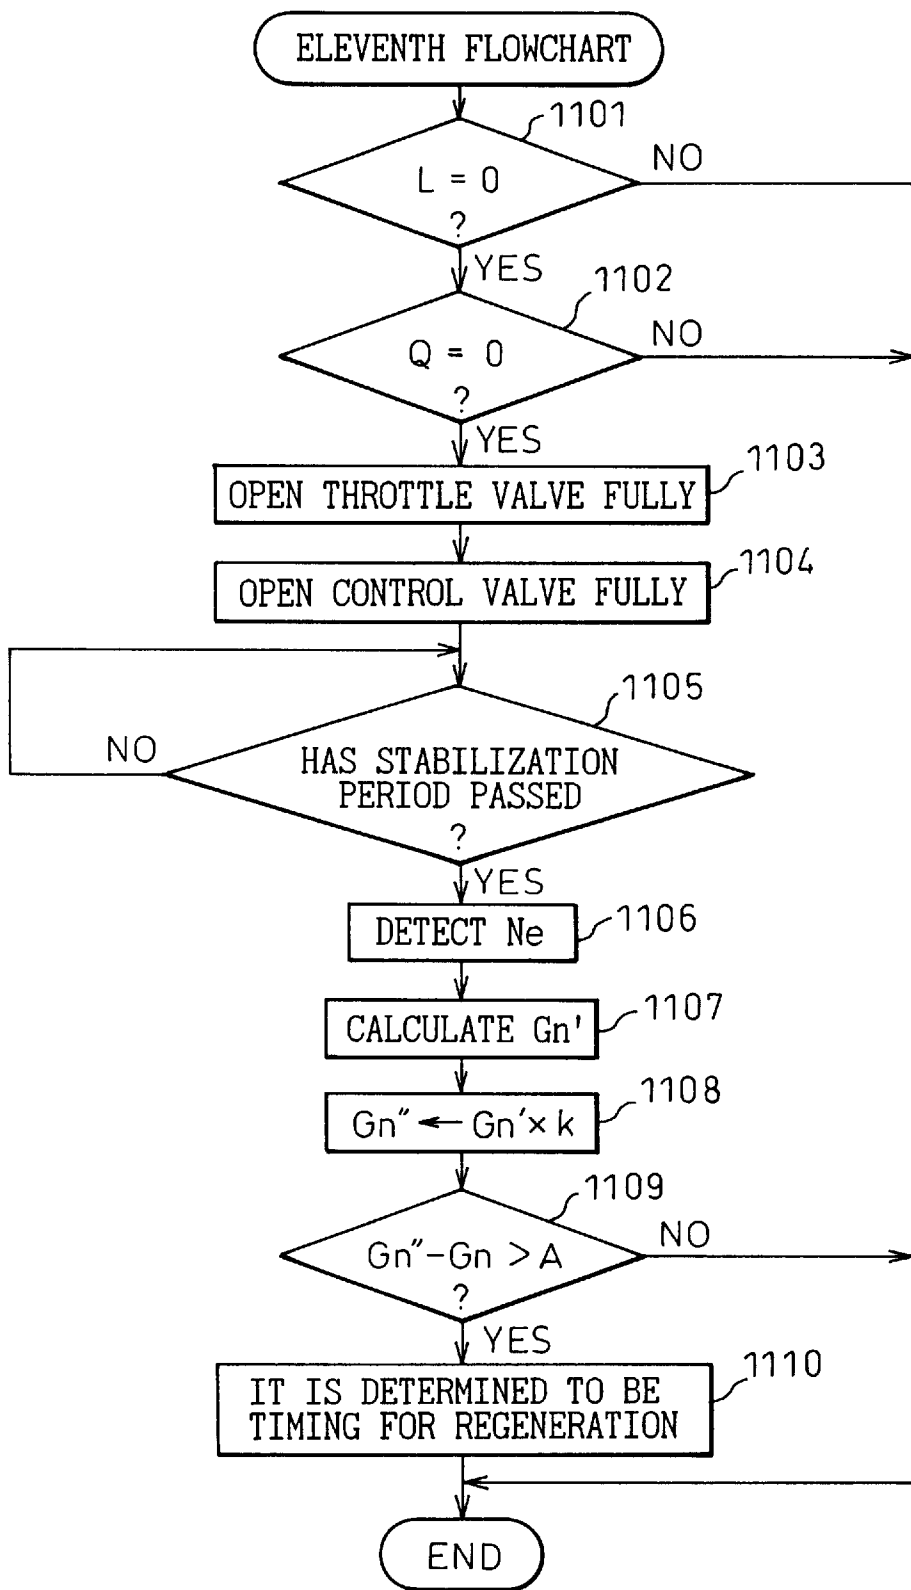 ELEVENTH FLOWCHART
1101
L = 0
?
NO
YES
1102
Q = 0
?
NO
YES
1103
OPEN THROTTLE VALVE FULLY
1104
OPEN CONTROL VALVE FULLY
1105
NO
HAS STABILIZATION
PERIOD PASSED
?
YES
1106
DETECT Ne
1107
CALCULATE Gn'
1108
Gn" ← Gn' × k
1109
Gn" - Gn > A
?
NO
YES
1110
IT IS DETERMINED TO BE
TIMING FOR REGENERATION
END